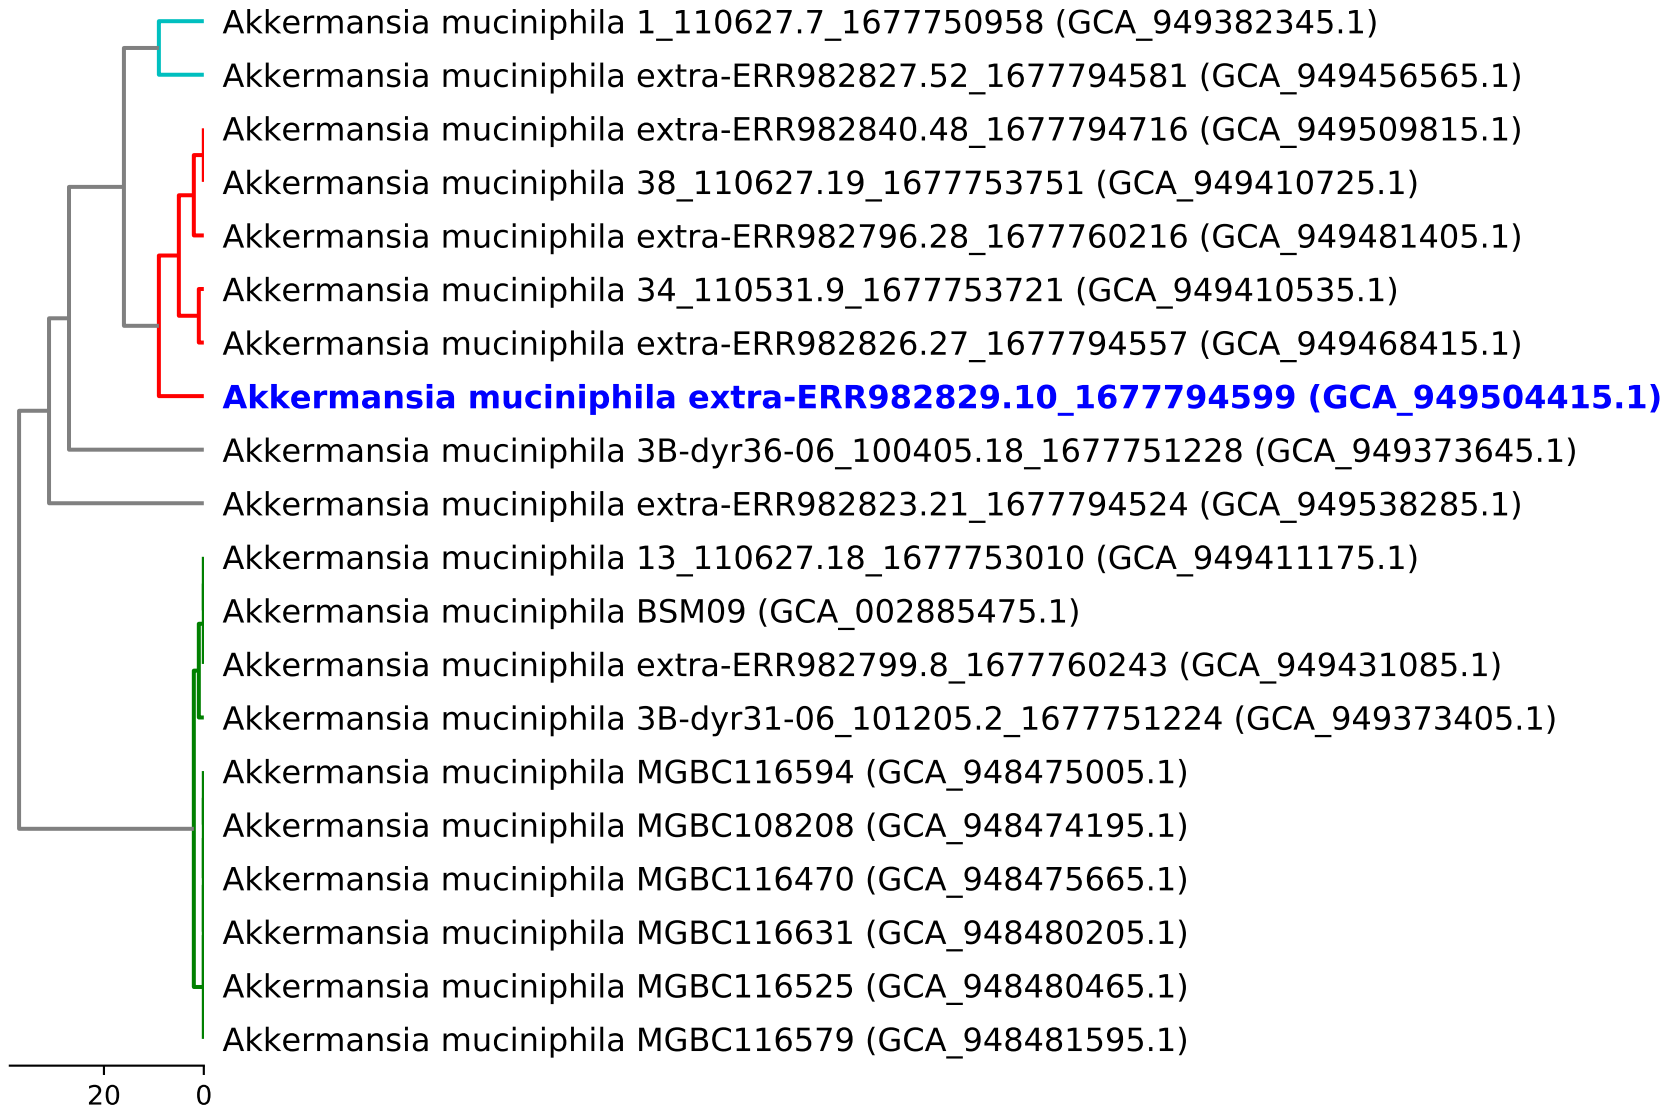 Akkermansia muciniphila 1_110627.7_1677750958 (GCA_949382345.1)
Akkermansia muciniphila extra-ERR982827.52_1677794581 (GCA_949456565.1)
Akkermansia muciniphila extra-ERR982840.48_1677794716 (GCA_949509815.1)
Akkermansia muciniphila 38_110627.19_1677753751 (GCA_949410725.1)
Akkermansia muciniphila extra-ERR982796.28_1677760216 (GCA_949481405.1)
Akkermansia muciniphila 34_110531.9_1677753721 (GCA_949410535.1)
Akkermansia muciniphila extra-ERR982826.27_1677794557 (GCA_949468415.1)
Akkermansia muciniphila extra-ERR982829.10_1677794599 (GCA_949504415.1)
Akkermansia muciniphila 3B-dyr36-06_100405.18_1677751228 (GCA_949373645.1)
Akkermansia muciniphila extra-ERR982823.21_1677794524 (GCA_949538285.1)
Akkermansia muciniphila 13_110627.18_1677753010 (GCA_949411175.1)
Akkermansia muciniphila BSM09 (GCA_002885475.1)
Akkermansia muciniphila extra-ERR982799.8_1677760243 (GCA_949431085.1)
Akkermansia muciniphila 3B-dyr31-06_101205.2_1677751224 (GCA_949373405.1)
Akkermansia muciniphila MGBC116594 (GCA_948475005.1)
Akkermansia muciniphila MGBC108208 (GCA_948474195.1)
Akkermansia muciniphila MGBC116470 (GCA_948475665.1)
Akkermansia muciniphila MGBC116631 (GCA_948480205.1)
Akkermansia muciniphila MGBC116525 (GCA_948480465.1)
Akkermansia muciniphila MGBC116579 (GCA_948481595.1)
20 0